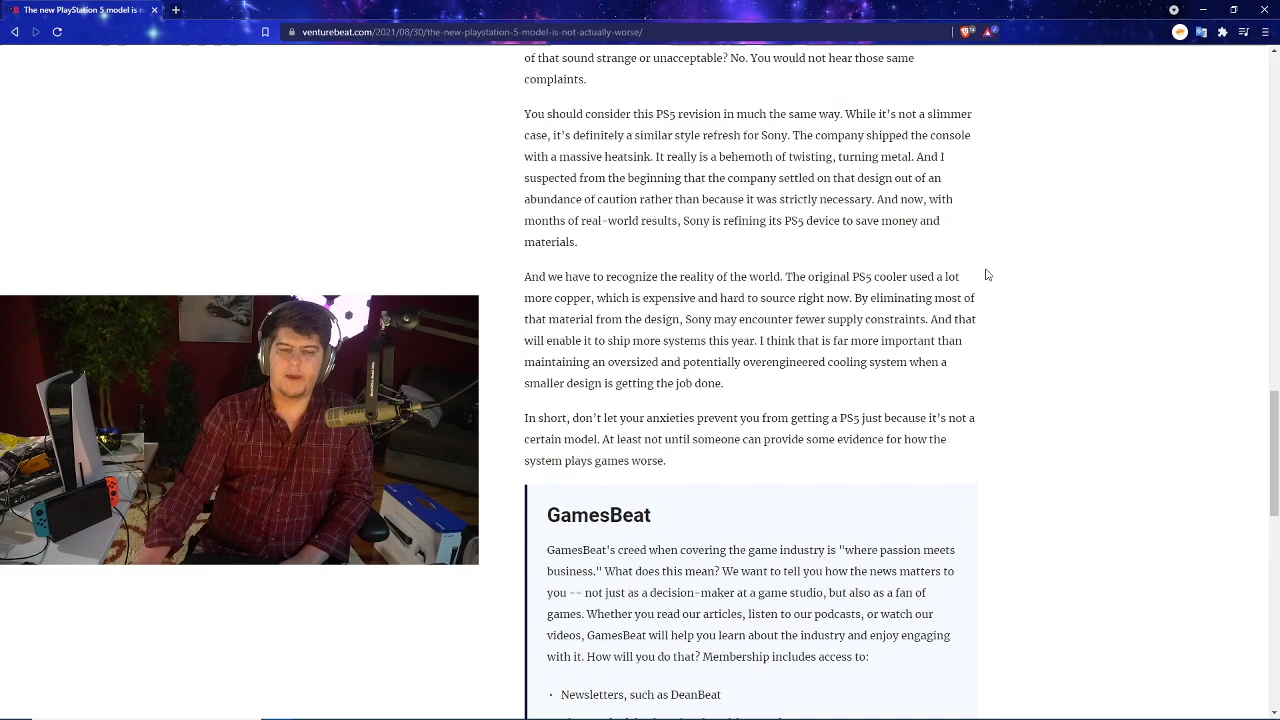 The new PlayStation 5 model is n
venturebeat.com/2021/08/30/the-new-playstation-5-model-is-not-actually-worse/
of that sound strange or unacceptable? No. You would not hear those same
complaints.
You should consider this PS5 revision in much the same way. While it’s not a slimmer
case, it’s definitely a similar style refresh for Sony. The company shipped the console
with a massive heatsink. It really is a behemoth of twisting, turning metal. And I
suspected from the beginning that the company settled on that design out of an
abundance of caution rather than because it was strictly necessary. And now, with
months of real-world results, Sony is refining its PS5 device to save money and
materials.
And we have to recognize the reality of the world. The original PS5 cooler used a lot
more copper, which is expensive and hard to source right now. By eliminating most of
that material from the design, Sony may encounter fewer supply constraints. And that
will enable it to ship more systems this year. I think that is far more important than
maintaining an oversized and potentially overengineered cooling system when a
smaller design is getting the job done.
In short, don’t let your anxieties prevent you from getting a PS5 just because it’s not a
certain model. At least not until someone can provide some evidence for how the
system plays games worse.
GamesBeat
GamesBeat's creed when covering the game industry is "where passion meets
business." What does this mean? We want to tell you how the news matters to
you -- not just as a decision-maker at a game studio, but also as a fan of
games. Whether you read our articles, listen to our podcasts, or watch our
videos, GamesBeat will help you learn about the industry and enjoy engaging
with it. How will you do that? Membership includes access to:
• Newsletters, such as DeanBeat